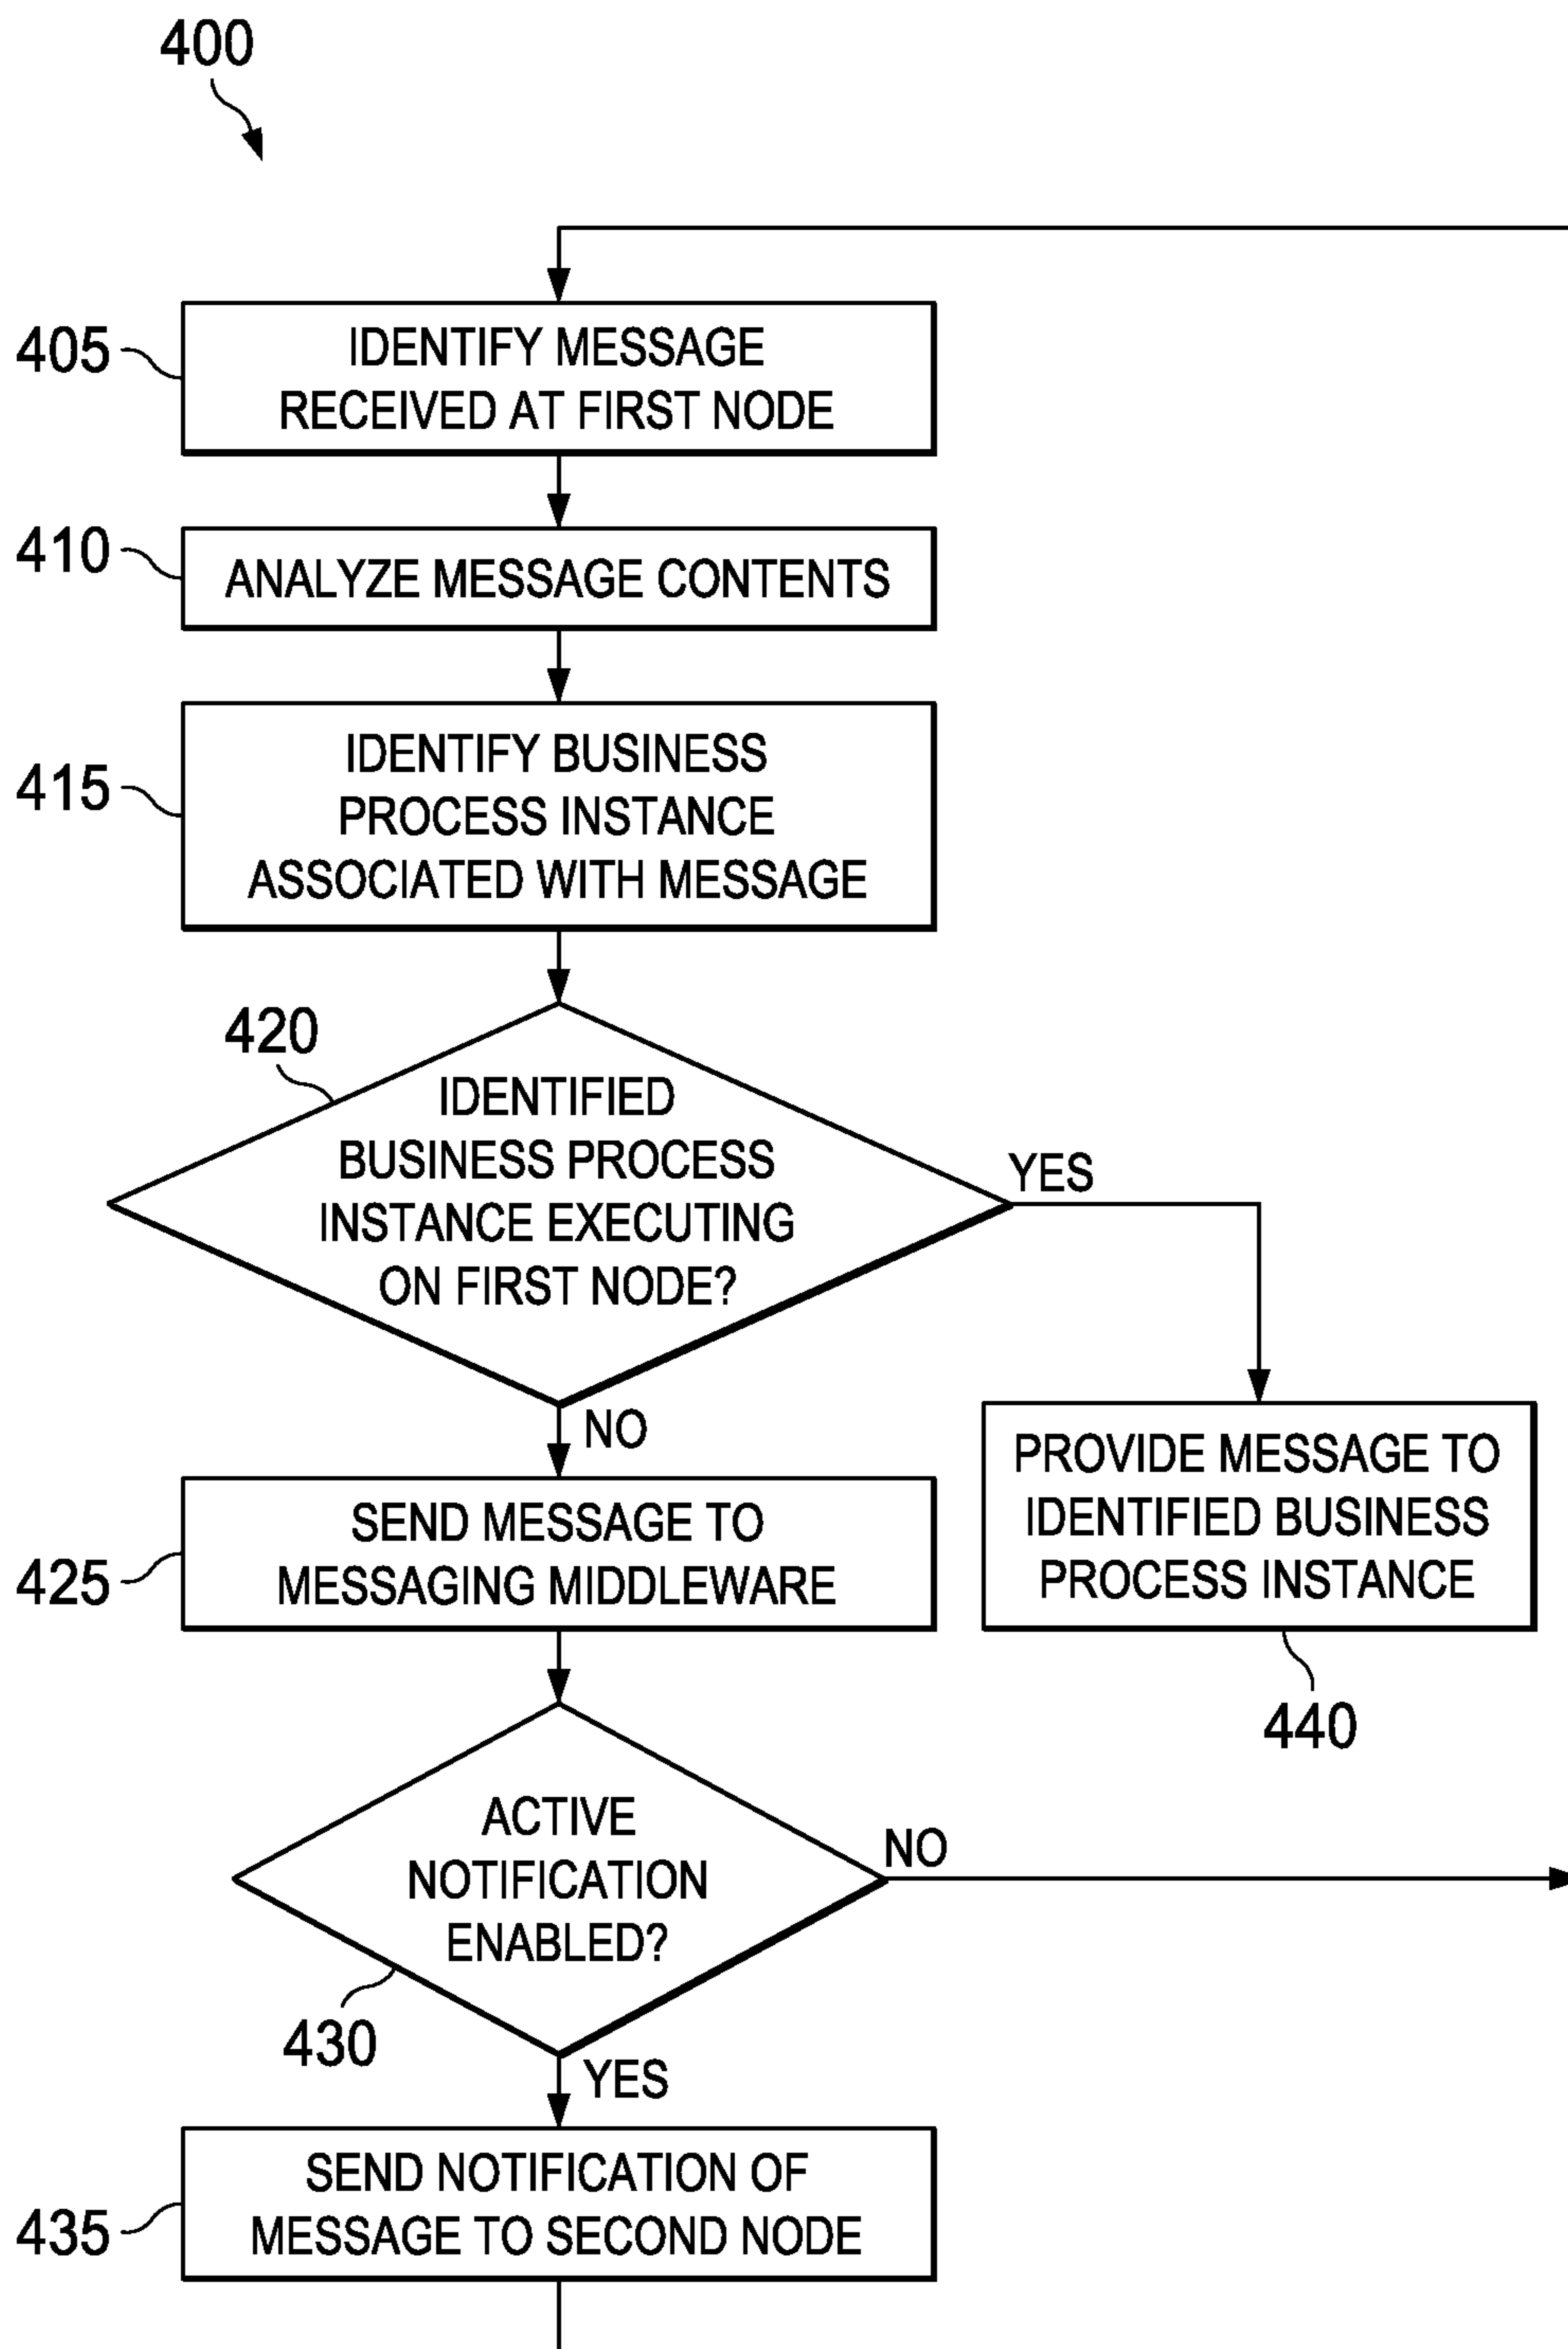 400
405
IDENTIFY MESSAGE
RECEIVED AT FIRST NODE
410
ANALYZE MESSAGE CONTENTS
415
IDENTIFY BUSINESS
PROCESS INSTANCE
ASSOCIATED WITH MESSAGE
420
IDENTIFIED
BUSINESS PROCESS
INSTANCE EXECUTING
ON FIRST NODE?
YES
NO
PROVIDE MESSAGE TO
IDENTIFIED BUSINESS
PROCESS INSTANCE
440
425
SEND MESSAGE TO
MESSAGING MIDDLEWARE
ACTIVE
NOTIFICATION
ENABLED?
NO
430
YES
435
SEND NOTIFICATION OF
MESSAGE TO SECOND NODE